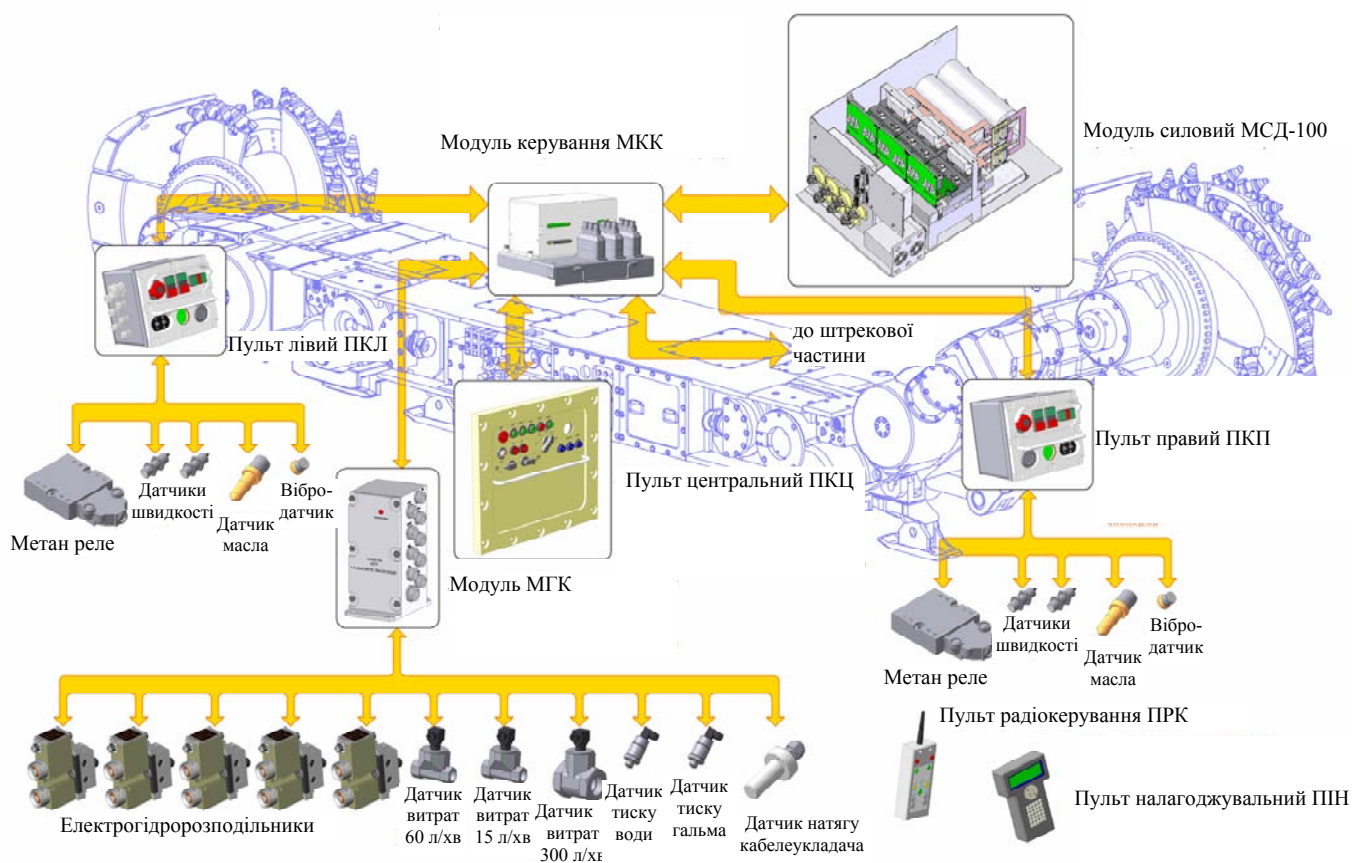 Модуль керування МКК
Модуль силовий МСД-100
Пульт лівий ПКЛ
до штрекової
частини
Пульт центральний ПКЦ
Пульт правий ПКП
Метан реле
Датчики
швидкості
Датчик
масла
Вібро-
датчик
Модуль МГК
Метан реле
Датчики
швидкості
Датчик
масла
Вібро-
датчик
Пульт радіокерування ПРК
Пульт налагоджувальний ПІН
Електрогідророзподільники
Датчик
витрат
60 л/хв
Датчик
витрат
15 л/хв
Датчик
витрат
300 л/хв
Датчик
тиску
води
Датчик
тиску
гальма
Датчик натягу
кабелеукладача